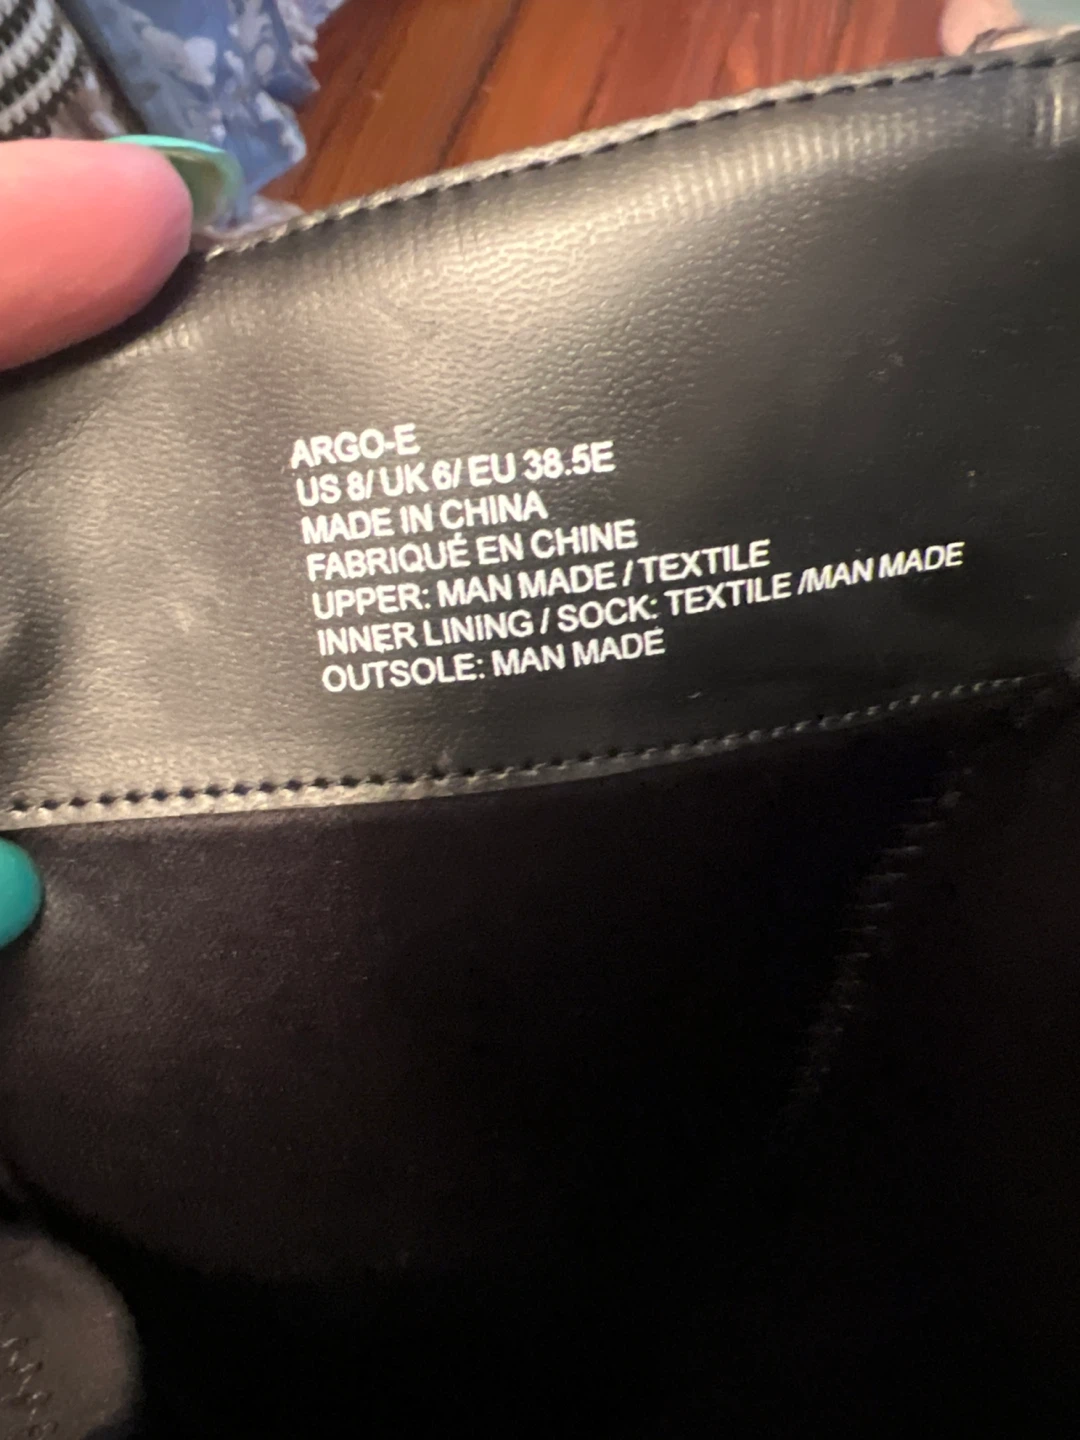 ARGO-E
US 8/ UK 6/ EU 38.5E
MADE IN CHINA
FABRIQUÉ EN CHINE
UPPER: MAN MADE / TEXTILE
INNER LINING / SOCK: TEXTILE /MAN MADE
OUTSOLE: MAN MADE